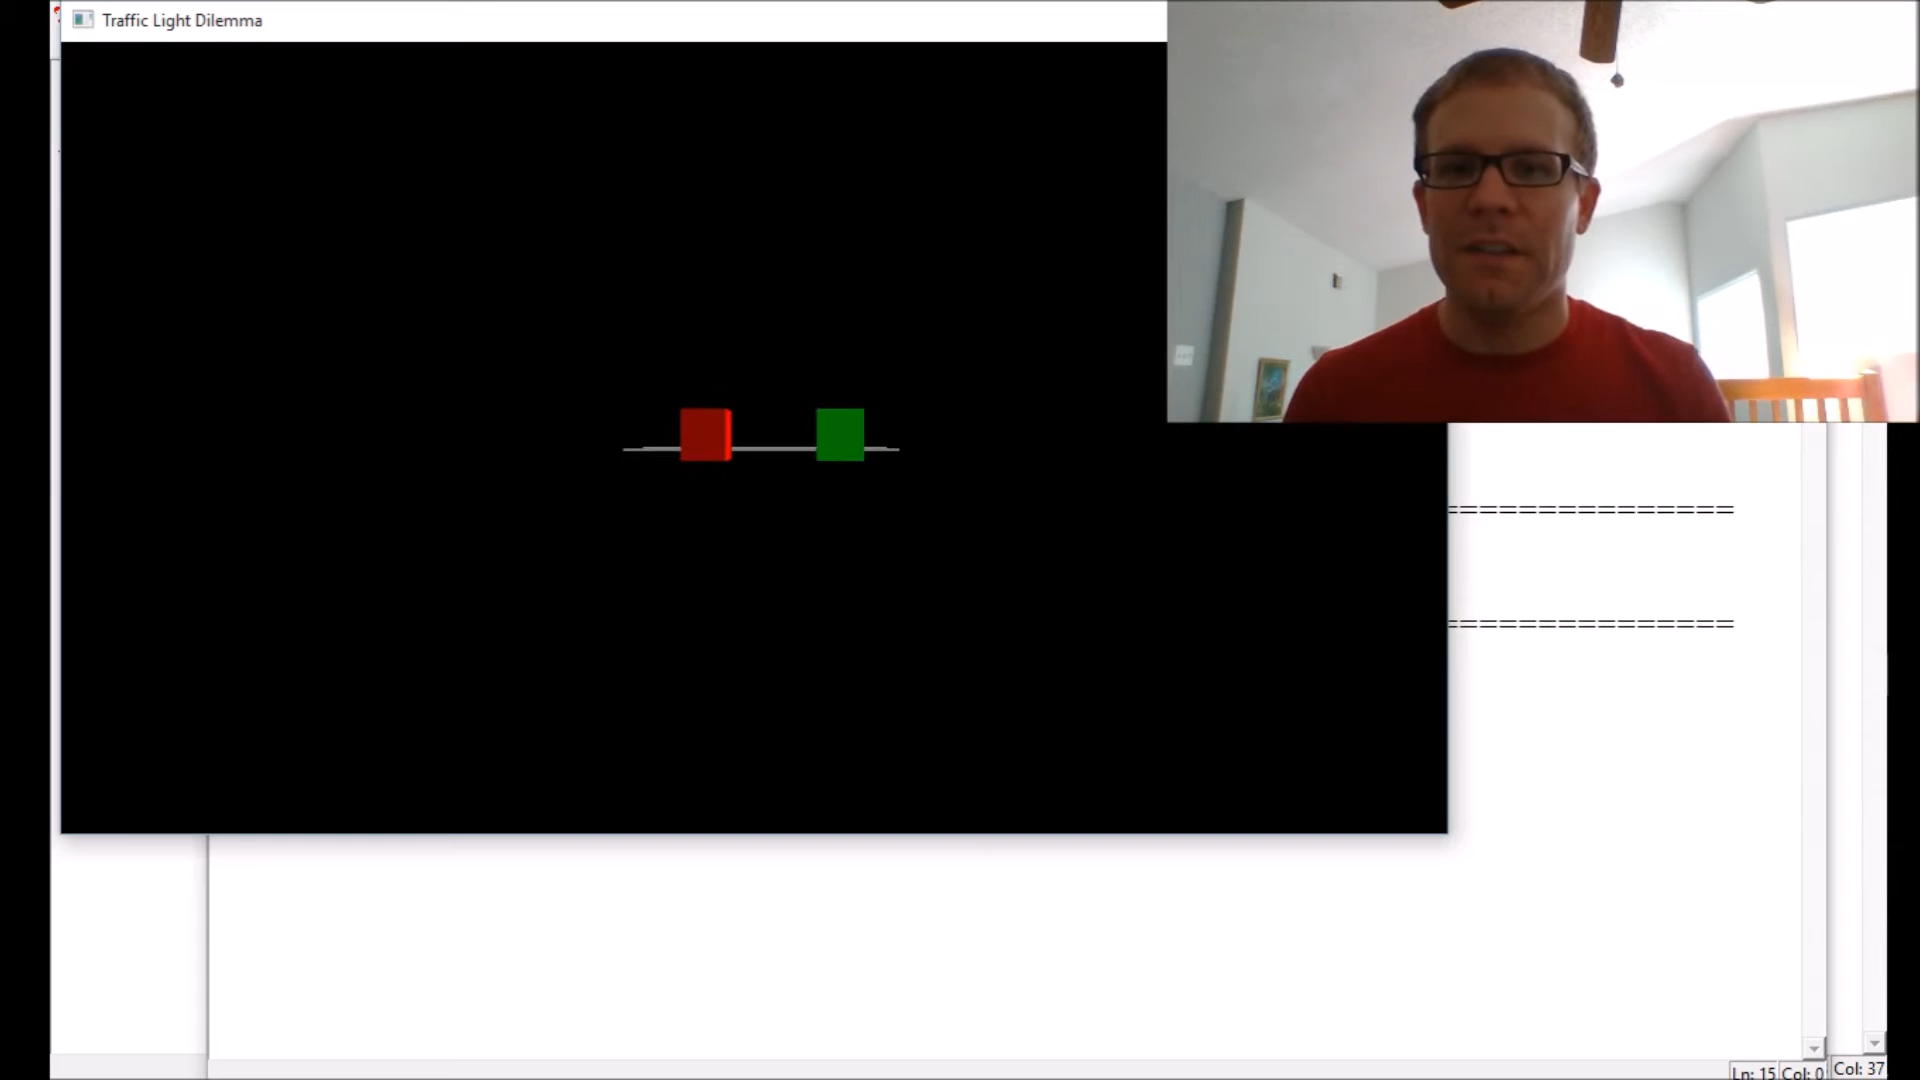 Traffic Light Dilemma
===============
===============
Ln: 15 Col: 0
Col: 37